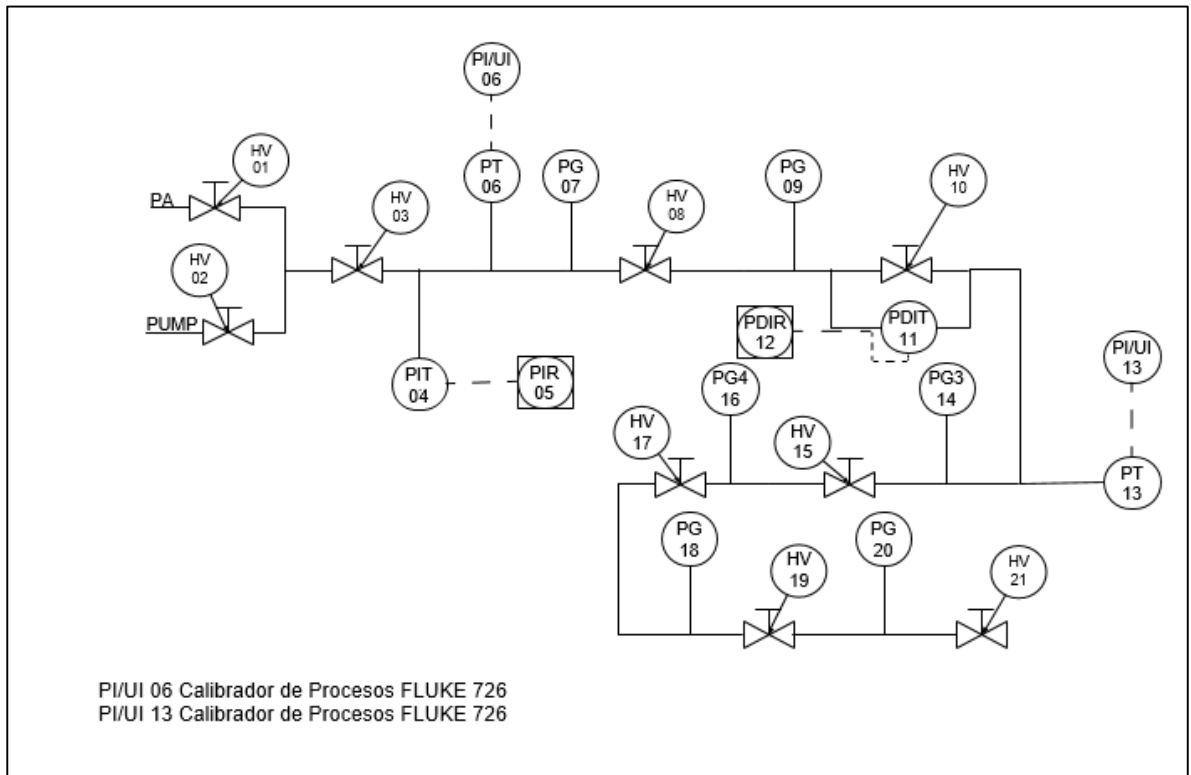 PI/UI
06
HV
01
PT
06
PG
07
PG
09
HV
10
PA
HV
03
HV
08
HV
02
PUMP
PDIR
12
PDIT
11
PI/UI
13
PIT
04
PIR
05
PG4
16
PG3
14
HV
17
HV
15
PT
13
PG
18
PG
20
HV
19
HV
21
PI/UI 06 Calibrador de Procesos FLUKE 726
PI/UI 13 Calibrador de Procesos FLUKE 726